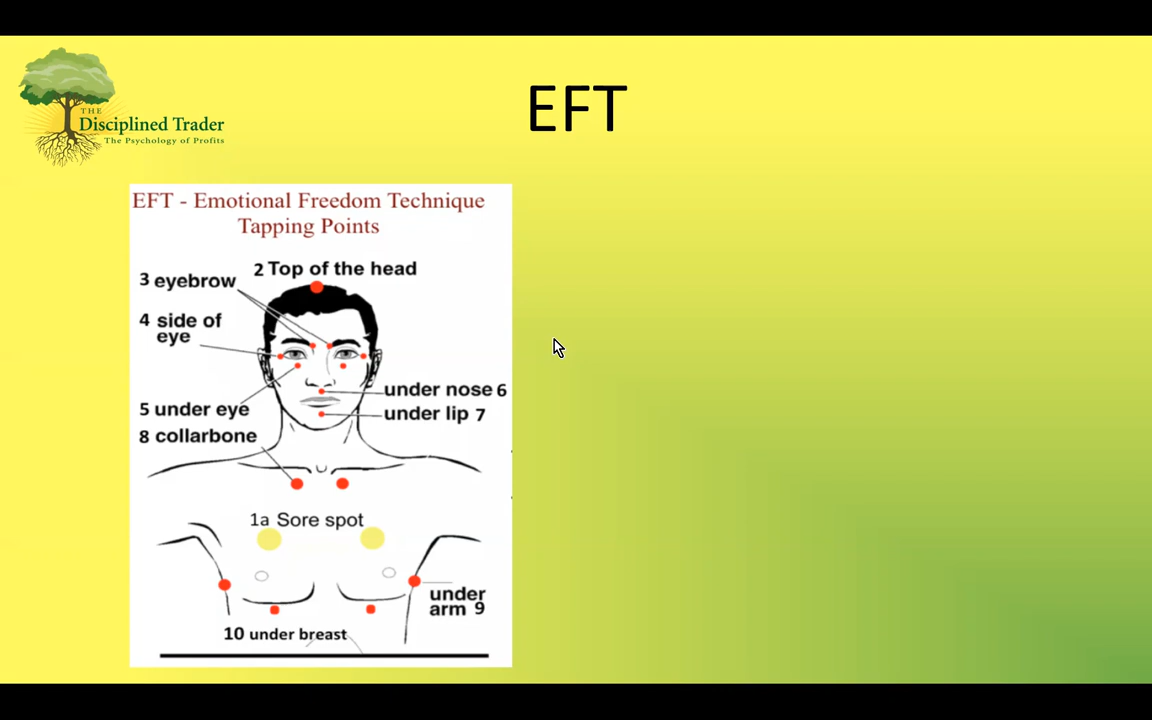 THE
Disciplined Trader
The Psychology of Profits
EFT
EFT - Emotional Freedom Technique
Tapping Points
2 Top of the head
3 eyebrow
4 side of
eye
under nose 6
5 under eye
under lip 7
8 collarbone
1a Sore spot
under
arm 9
10 under breast